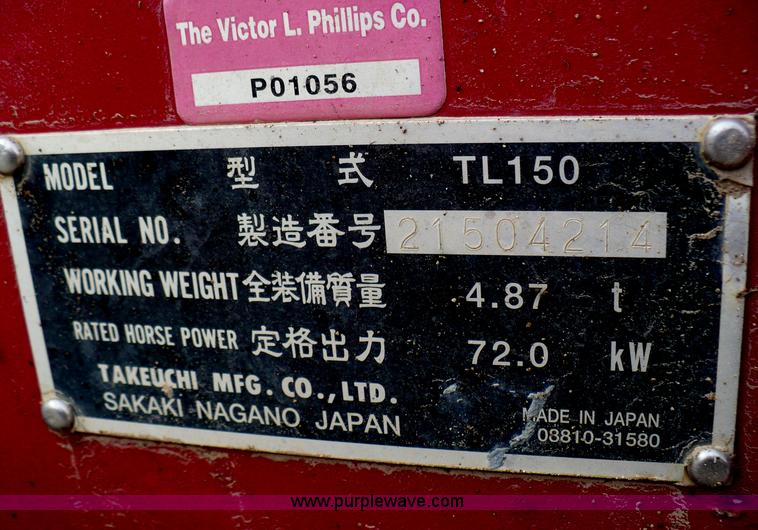 The Victor L. Phillips Co.
P01056
MODEL 型式 TL150
SERIAL NO. 製造番号 21504214
WORKING WEIGHT 全装備質量 4.87 t
RATED HORSE POWER 定格出力 72.0 kW
TAKEUCHI MFG. CO., LTD.
SAKAKI NAGANO JAPAN
MADE IN JAPAN
03810-31580
www.purplewave.com